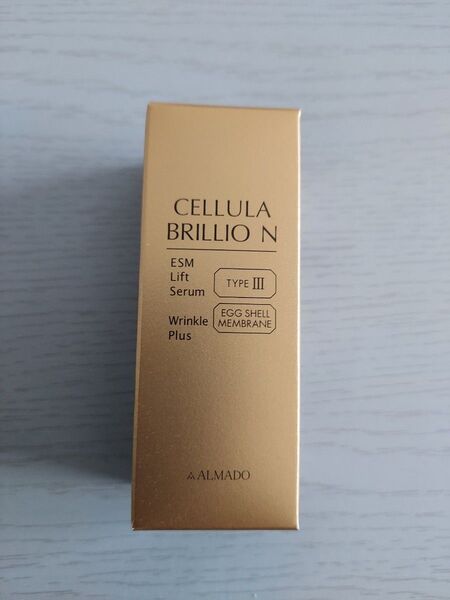 CELLULA
BRILLIO N
ESM
Lift
Serum
TYPE III
Wrinkle
Plus
EGG SHELL
MEMBRANE
ALMADO